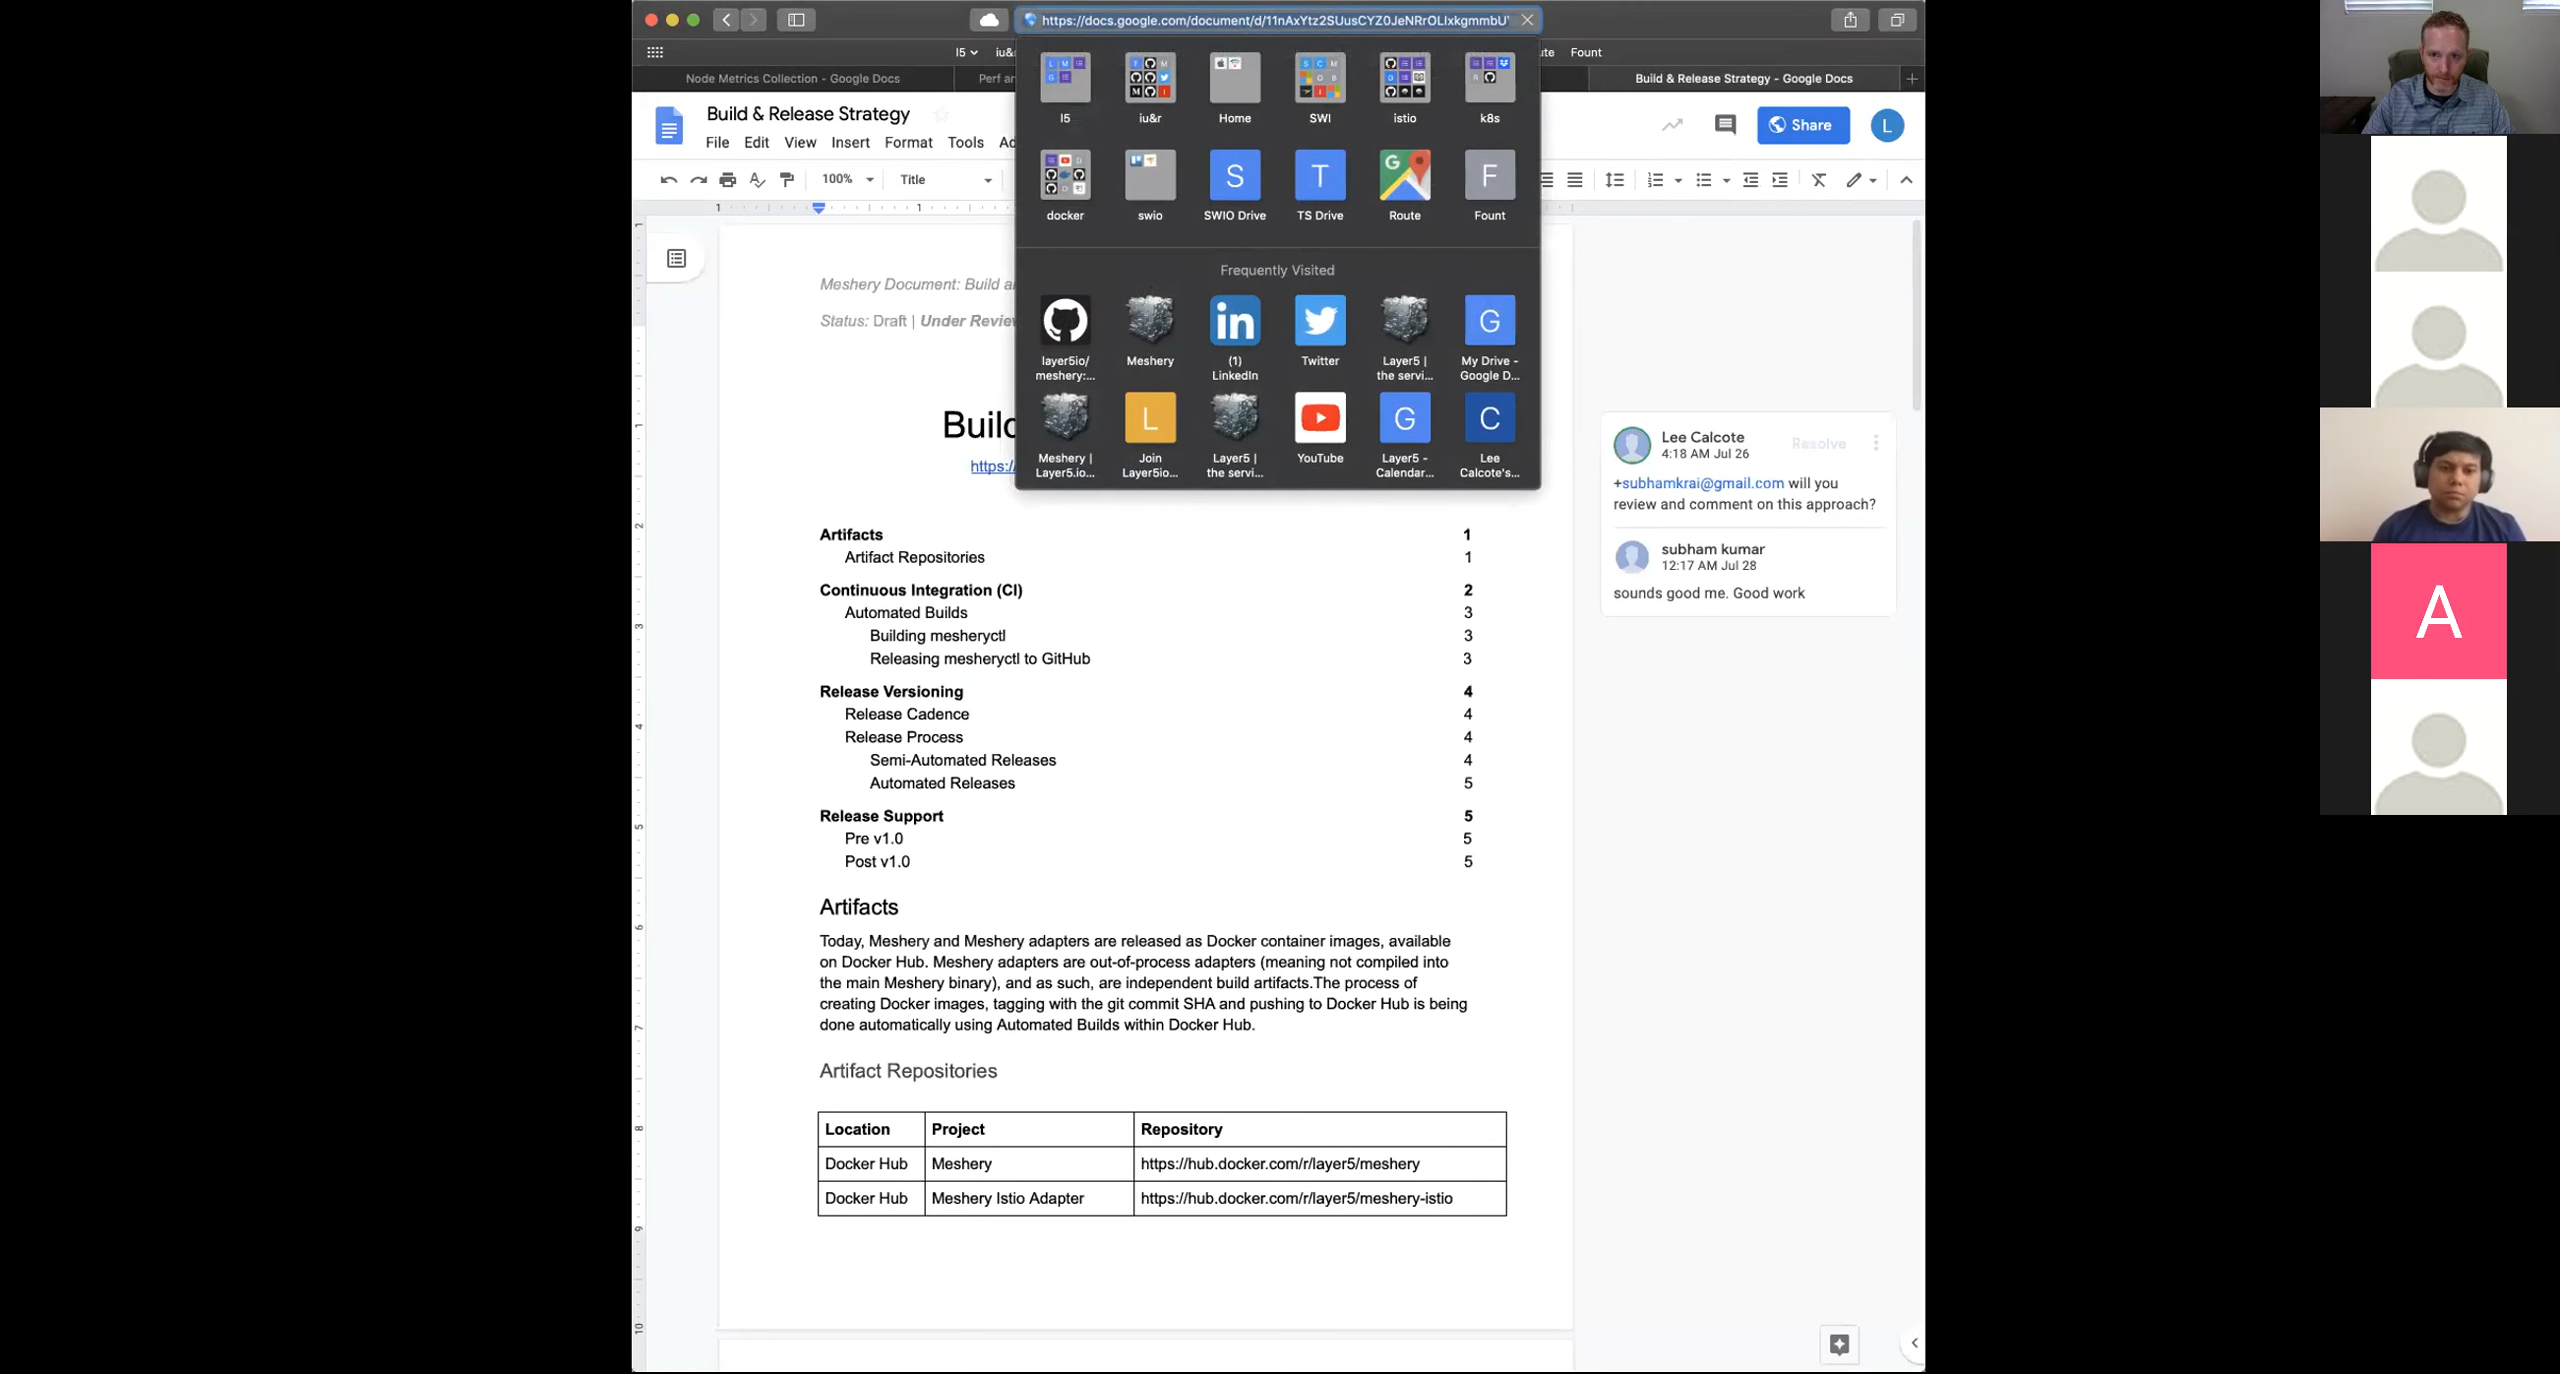 https://docs.google.com/document/d/11nAxYtz2SUusCYZ0JeNRrOLIxkgmmbU
I5
iu&
ute
Fount
Node Metrics Collection - Google Docs
Perf an
Build & Release Strategy - Google Docs
Build & Release Strategy
File Edit View Insert Format Tools Ad
Share
L
100%
Title
I5
iu&r
Home
SWI
istio
k8s
docker
swio
S
SWIO Drive
T
TS Drive
G
Route
F
Fount
Frequently Visited
layer5io/
meshery:...
Meshery
in
(1)
LinkedIn
Twitter
Layer5 |
the servi...
G
My Drive -
Google D...
Meshery |
Layer5.io...
L
Join
Layer5io...
Layer5 |
the servi...
YouTube
G
Layer5 -
Calendar...
C
Lee
Calcote's...
Meshery Document: Build a
Status: Draft | Under Review
Build
https:/
Artifacts 1
Artifact Repositories 1
Continuous Integration (CI) 2
Automated Builds 3
Building mesheryctl 3
Releasing mesheryctl to GitHub 3
Release Versioning 4
Release Cadence 4
Release Process 4
Semi-Automated Releases 4
Automated Releases 5
Release Support 5
Pre v1.0 5
Post v1.0 5
Artifacts
Today, Meshery and Meshery adapters are released as Docker container images, available
on Docker Hub. Meshery adapters are out-of-process adapters (meaning not compiled into
the main Meshery binary), and as such, are independent build artifacts.The process of
creating Docker images, tagging with the git commit SHA and pushing to Docker Hub is being
done automatically using Automated Builds within Docker Hub.
Artifact Repositories
Location Project Repository
Docker Hub Meshery https://hub.docker.com/r/layer5/meshery
Docker Hub Meshery Istio Adapter https://hub.docker.com/r/layer5/meshery-istio
Lee Calcote
4:18 AM Jul 26
Resolve
+subhamkrai@gmail.com will you
review and comment on this approach?
subham kumar
12:17 AM Jul 28
sounds good me. Good work
A